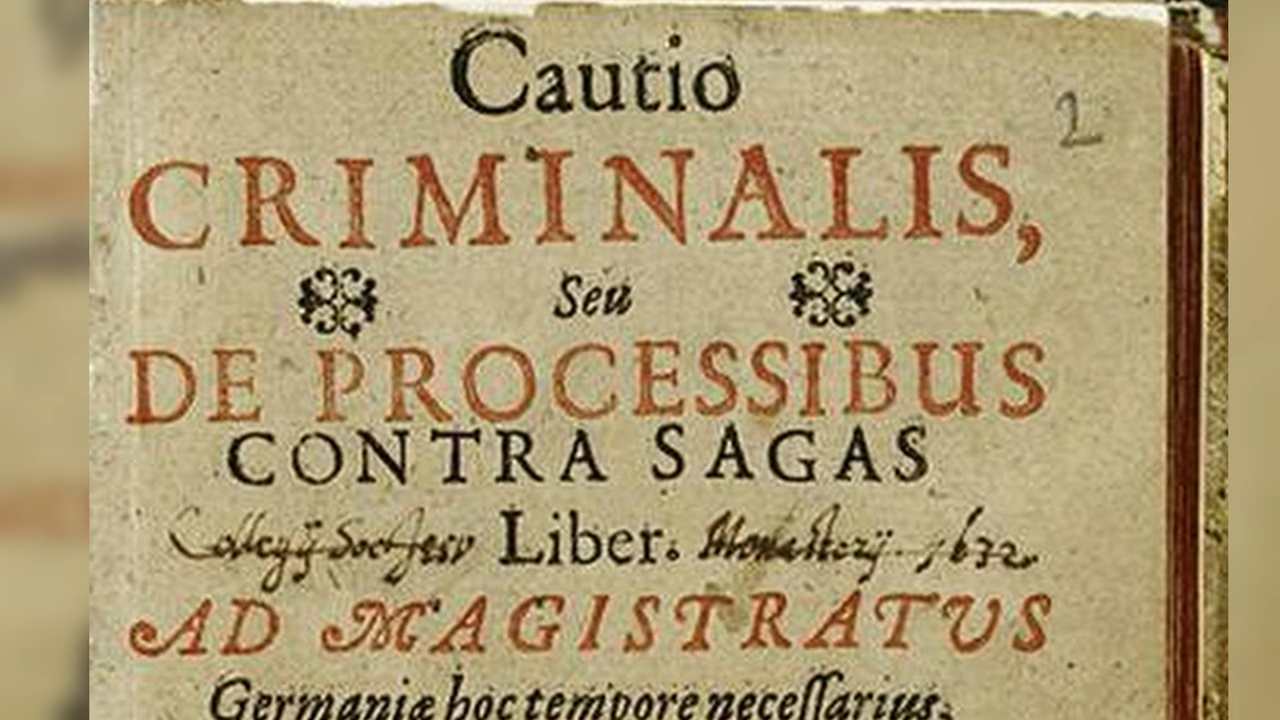 Cautio
2
CRIMINALIS,
Seu
DE PROCESSIBUS
CONTRA SAGAS
Collegij Soctis Jesu Liber. Monasterij. 1632.
AD MAGISTRATUS
Germaniæ hoc tempore neceſſarius,